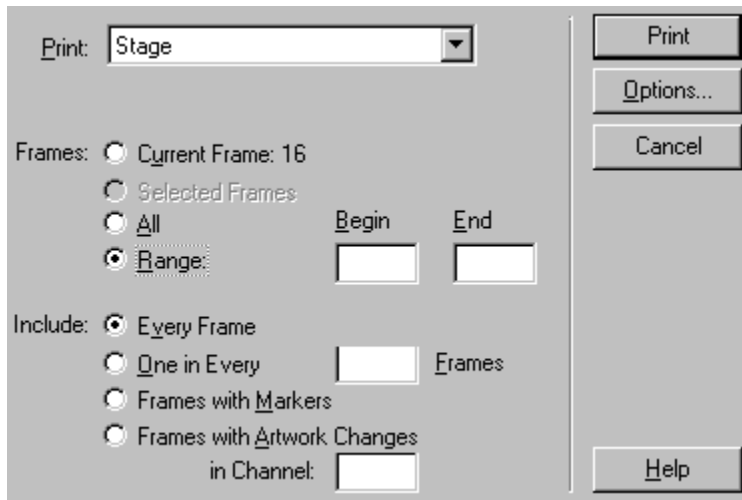 Print: Stage
Frames: Current Frame: 16
Selected Frames
All
Begin End
Range:
Include: Every Frame
One in Every Frames
Frames with Markers
Frames with Artwork Changes
in Channel:
Print
Options...
Cancel
Help